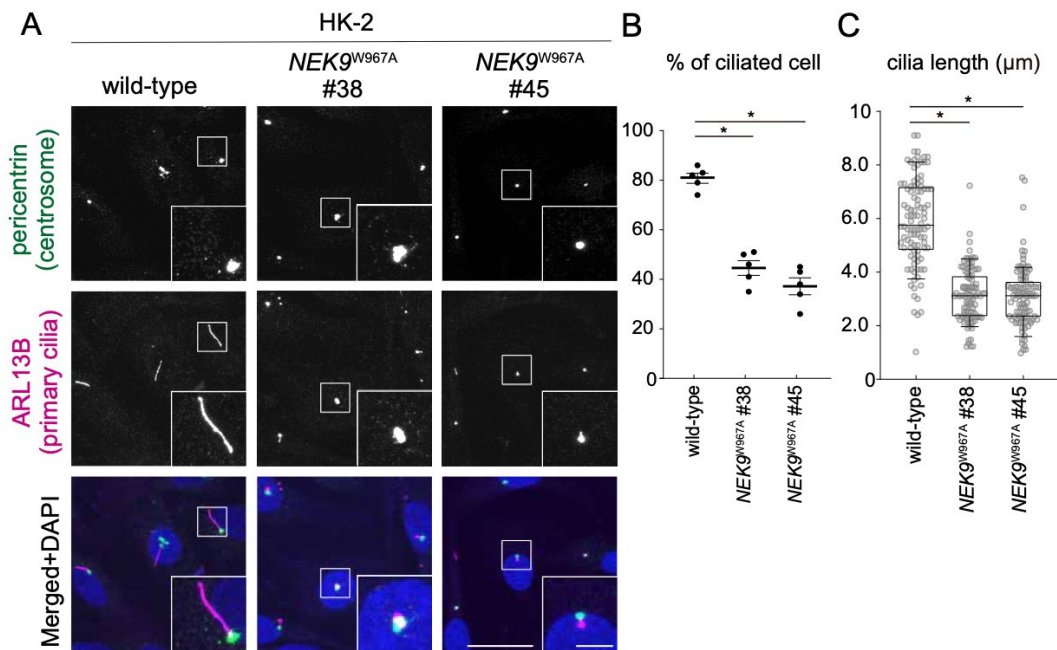 A
HK-2
wild-type
NEK9W967A
#38
NEK9W967A
#45
pericentrin
(centrosome)
ARL13B
(primary cilia)
Merged+DAPI
B
% of ciliated cell
*
*
100
80
60
40
20
0
wild-type
NEK9W967A #38
NEK9W967A #45
C
cilia length (μm)
*
*
10
8.0
6.0
4.0
2.0
0
wild-type
NEK9W967A #38
NEK9W967A #45